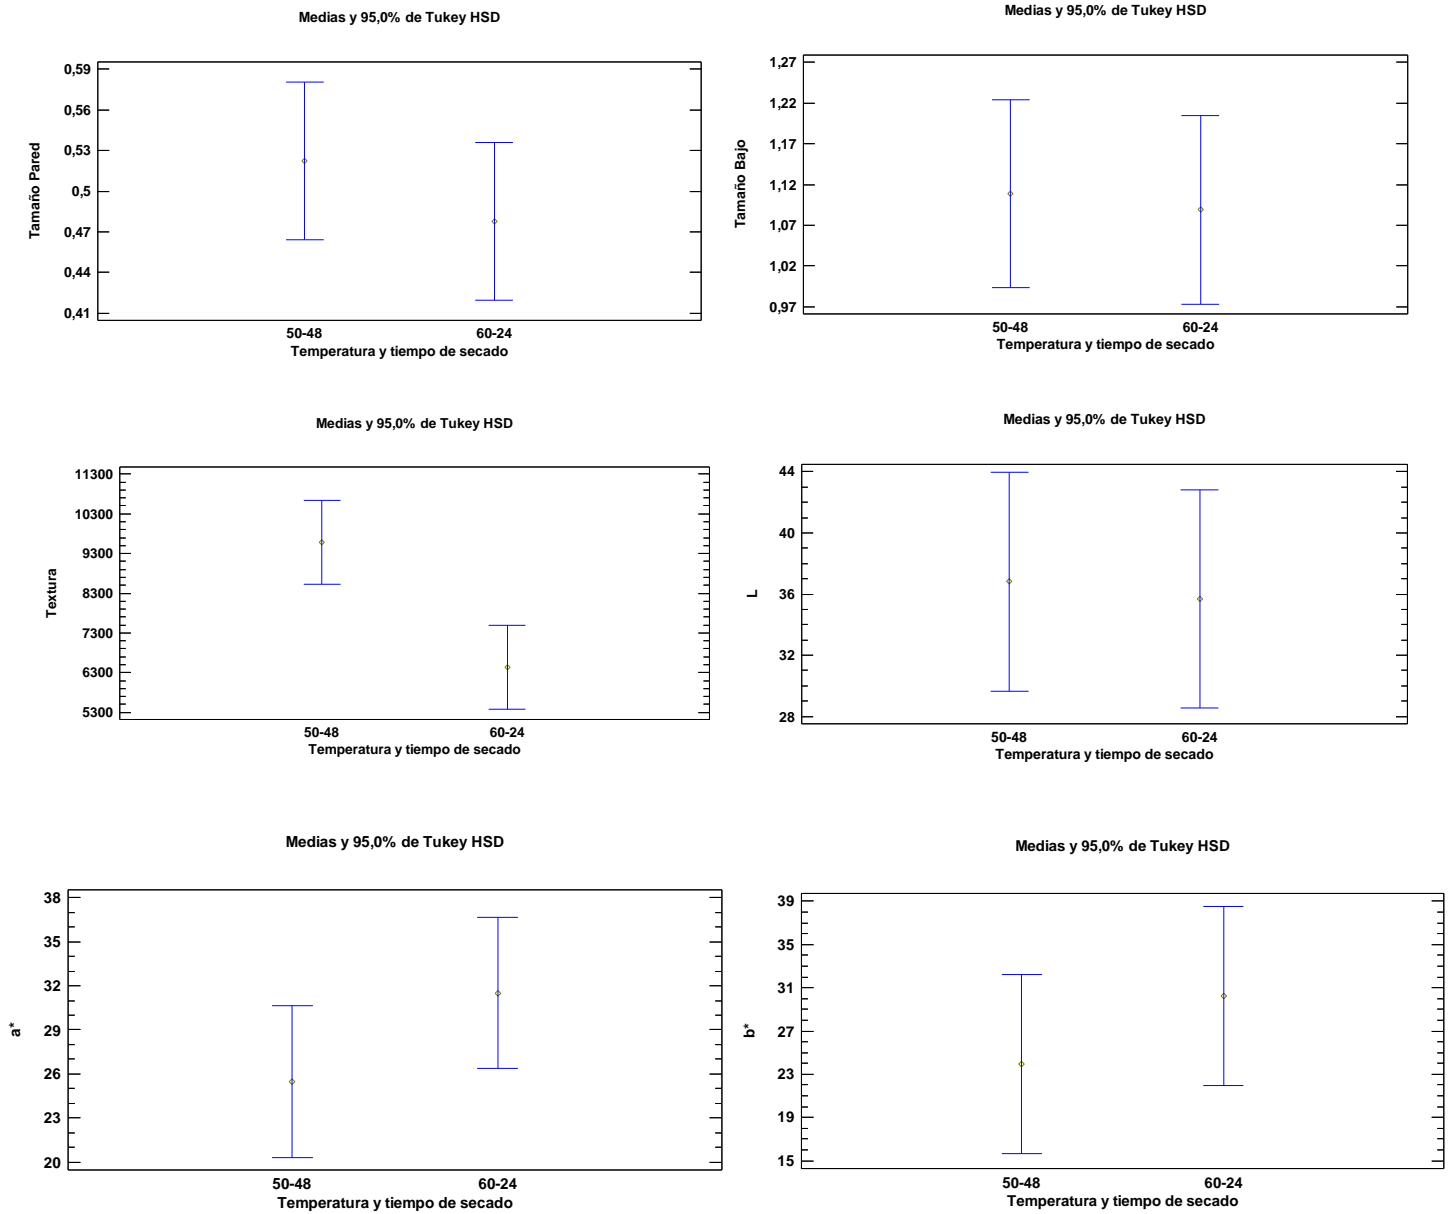 Medias y 95,0% de Tukey HSD
Tamaño Pared
0,59
0,56
0,53
0,5
0,47
0,44
0,41
50-48 60-24
Temperatura y tiempo de secado
Medias y 95,0% de Tukey HSD
Tamaño Bajo
1,27
1,22
1,17
1,12
1,07
1,02
0,97
50-48 60-24
Temperatura y tiempo de secado
Medias y 95,0% de Tukey HSD
Textura
11300
10300
9300
8300
7300
6300
5300
50-48 60-24
Temperatura y tiempo de secado
Medias y 95,0% de Tukey HSD
L
44
40
36
32
28
50-48 60-24
Temperatura y tiempo de secado
Medias y 95,0% de Tukey HSD
a*
38
35
32
29
26
23
20
50-48 60-24
Temperatura y tiempo de secado
Medias y 95,0% de Tukey HSD
b*
39
35
31
27
23
19
15
50-48 60-24
Temperatura y tiempo de secado